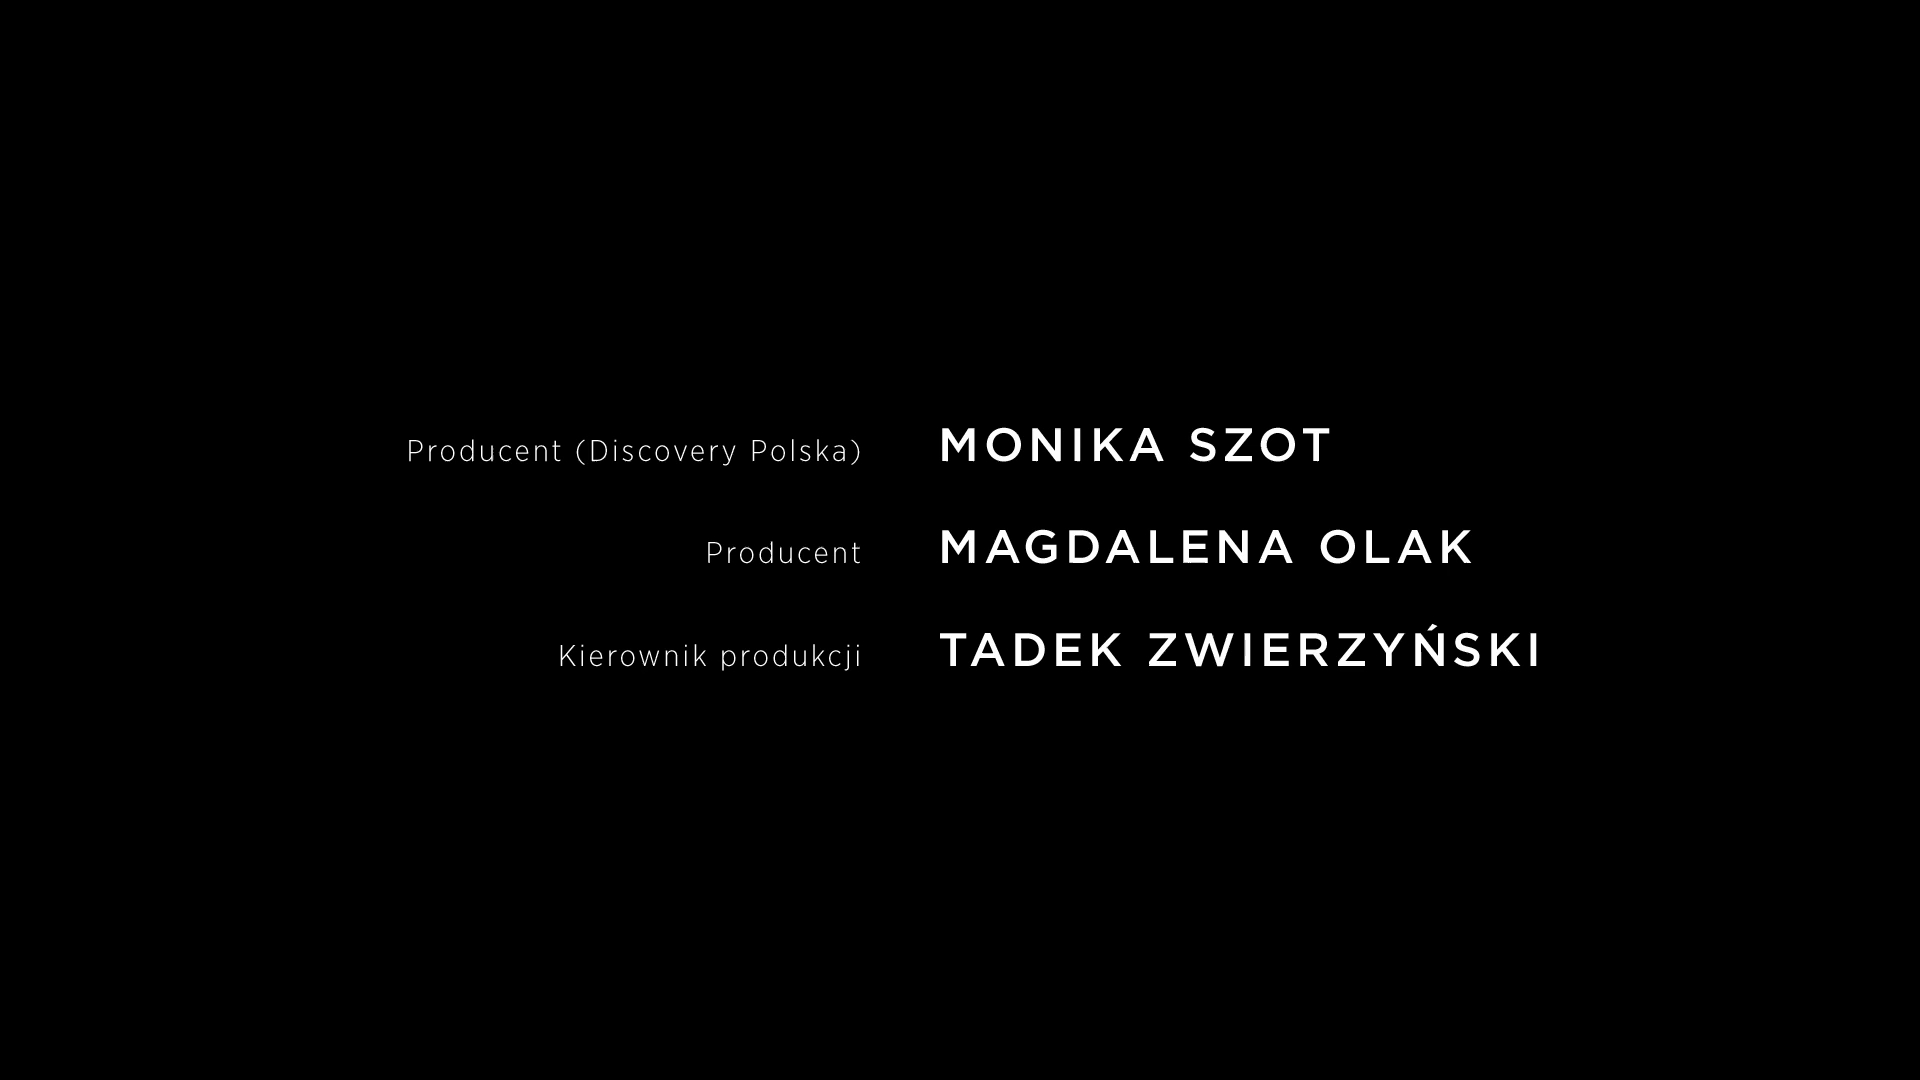 Producent (Discovery Polska) MONIKA SZOT
Producent MAGDALENA OLAK
Kierownik produkcji TADEK ZWIERZYŃSKI